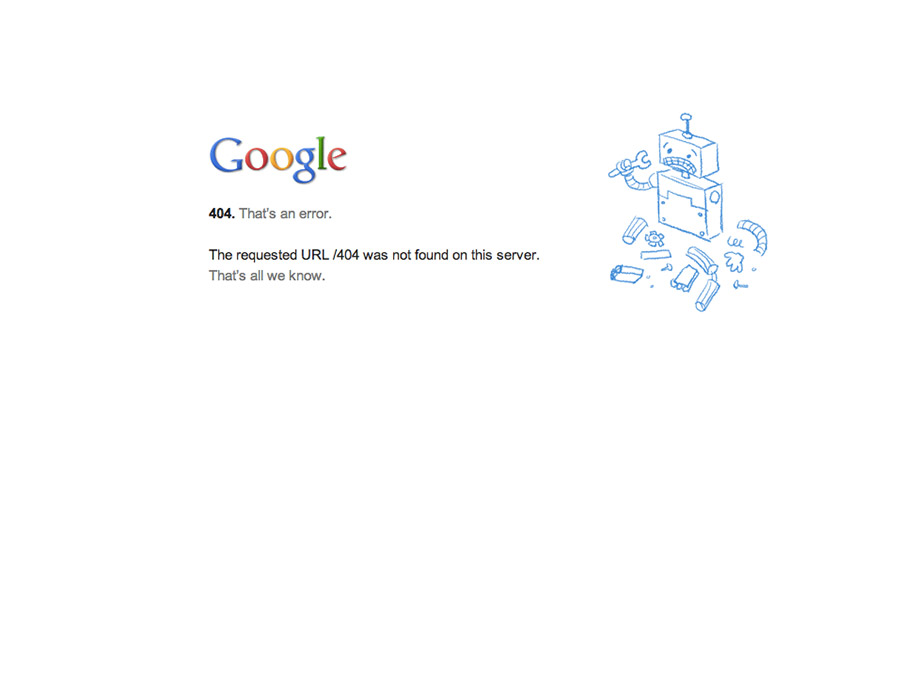 Google
404. That's an error.
The requested URL /404 was not found on this server.
That's all we know.